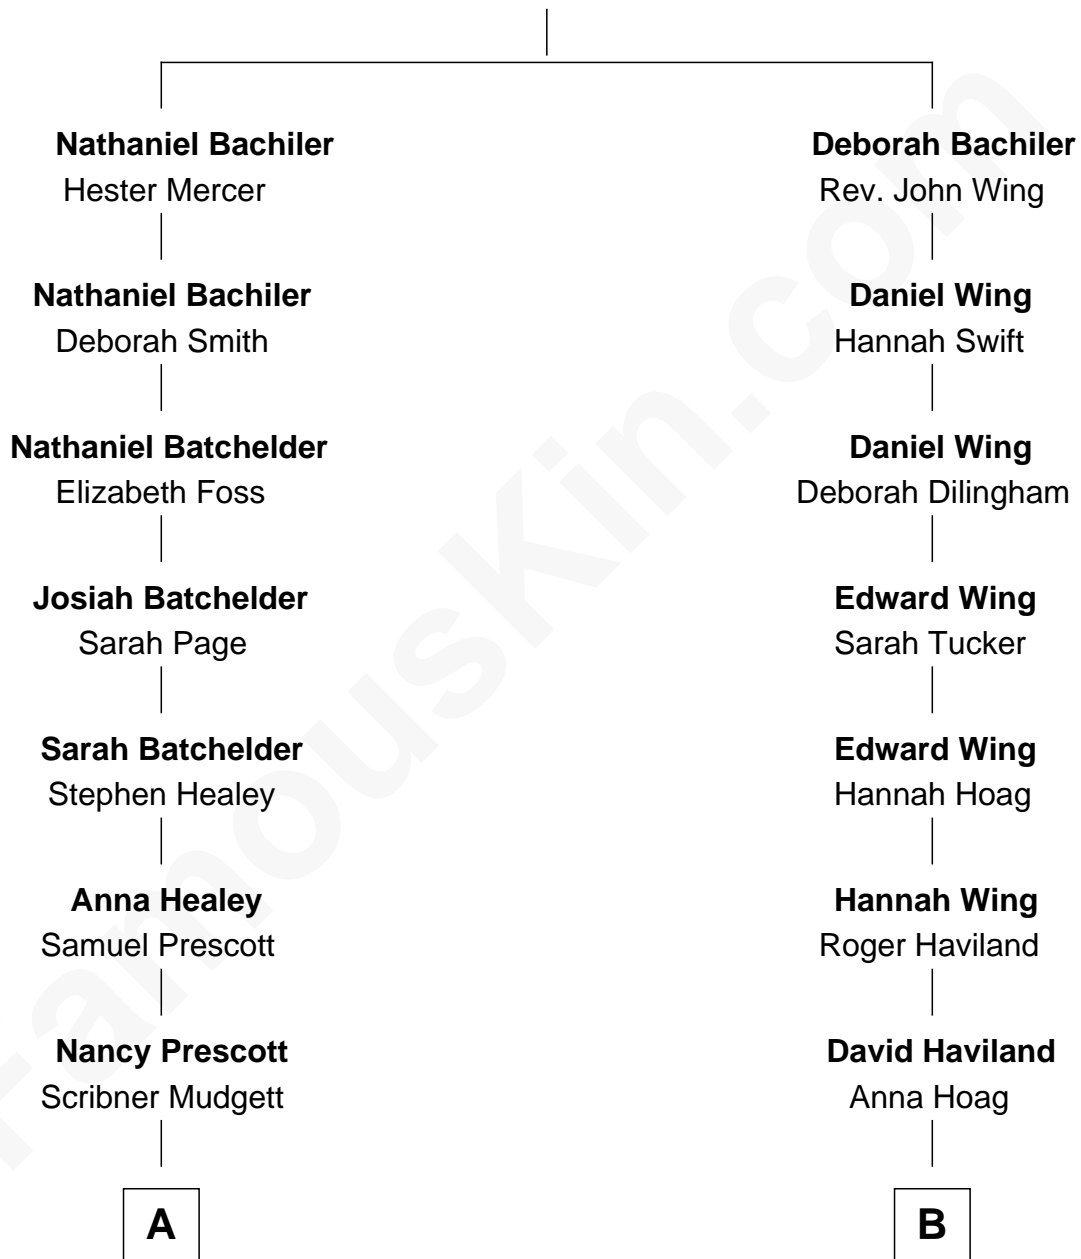 Nathaniel Bachiler
Hester Mercer
Nathaniel Bachiler
Deborah Smith
Nathaniel Batchelder
Elizabeth Foss
Josiah Batchelder
Sarah Page
Sarah Batchelder
Stephen Healey
Anna Healey
Samuel Prescott
Nancy Prescott
Scribner Mudgett
A
Deborah Bachiler
Rev. John Wing
Daniel Wing
Hannah Swift
Daniel Wing
Deborah Dilingham
Edward Wing
Sarah Tucker
Edward Wing
Hannah Hoag
Hannah Wing
Roger Haviland
David Haviland
Anna Hoag
B
FamousKin.com